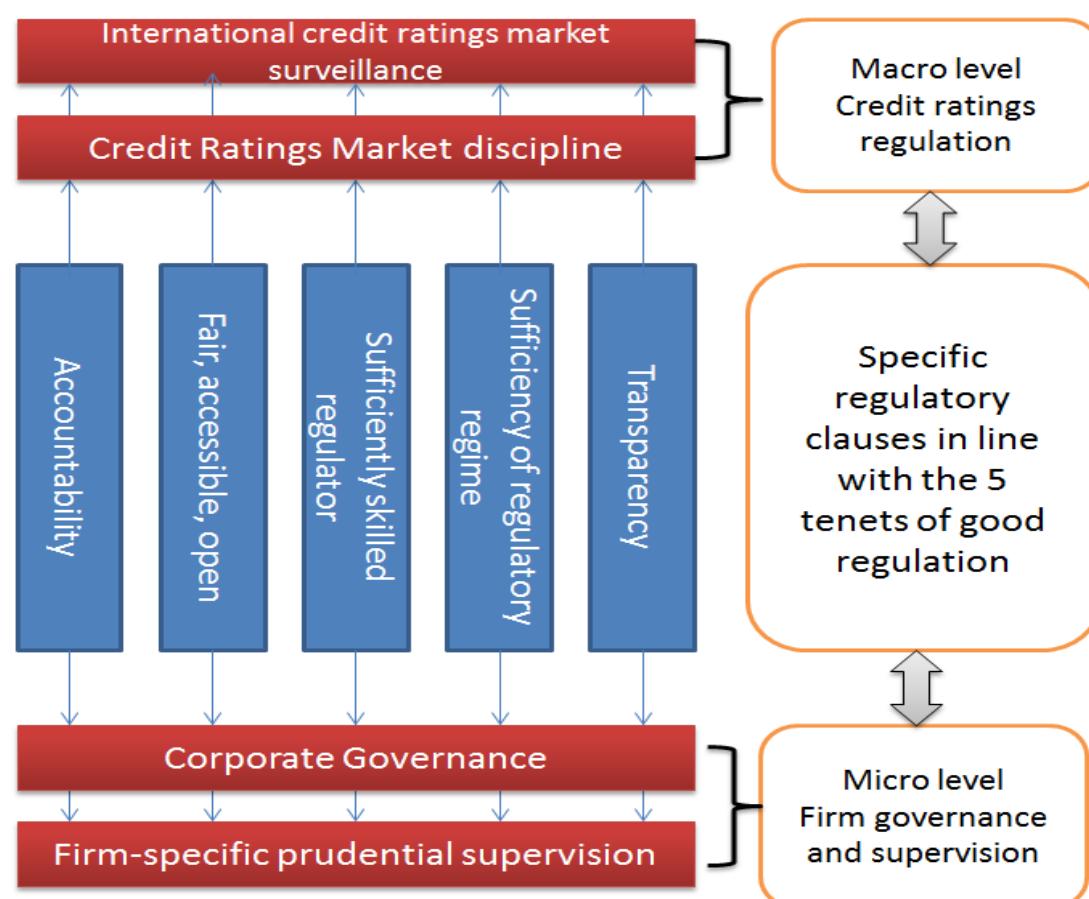 International credit ratings market
surveillance
Credit Ratings Market discipline
Macro level
Credit ratings
regulation
Accountability
Fair, accessible, open
Sufficiently skilled
regulator
Sufficiency of regulatory
regime
Transparency
Specific
regulatory
clauses in line
with the 5
tenets of good
regulation
Corporate Governance
Firm-specific prudential supervision
Micro level
Firm governance
and supervision